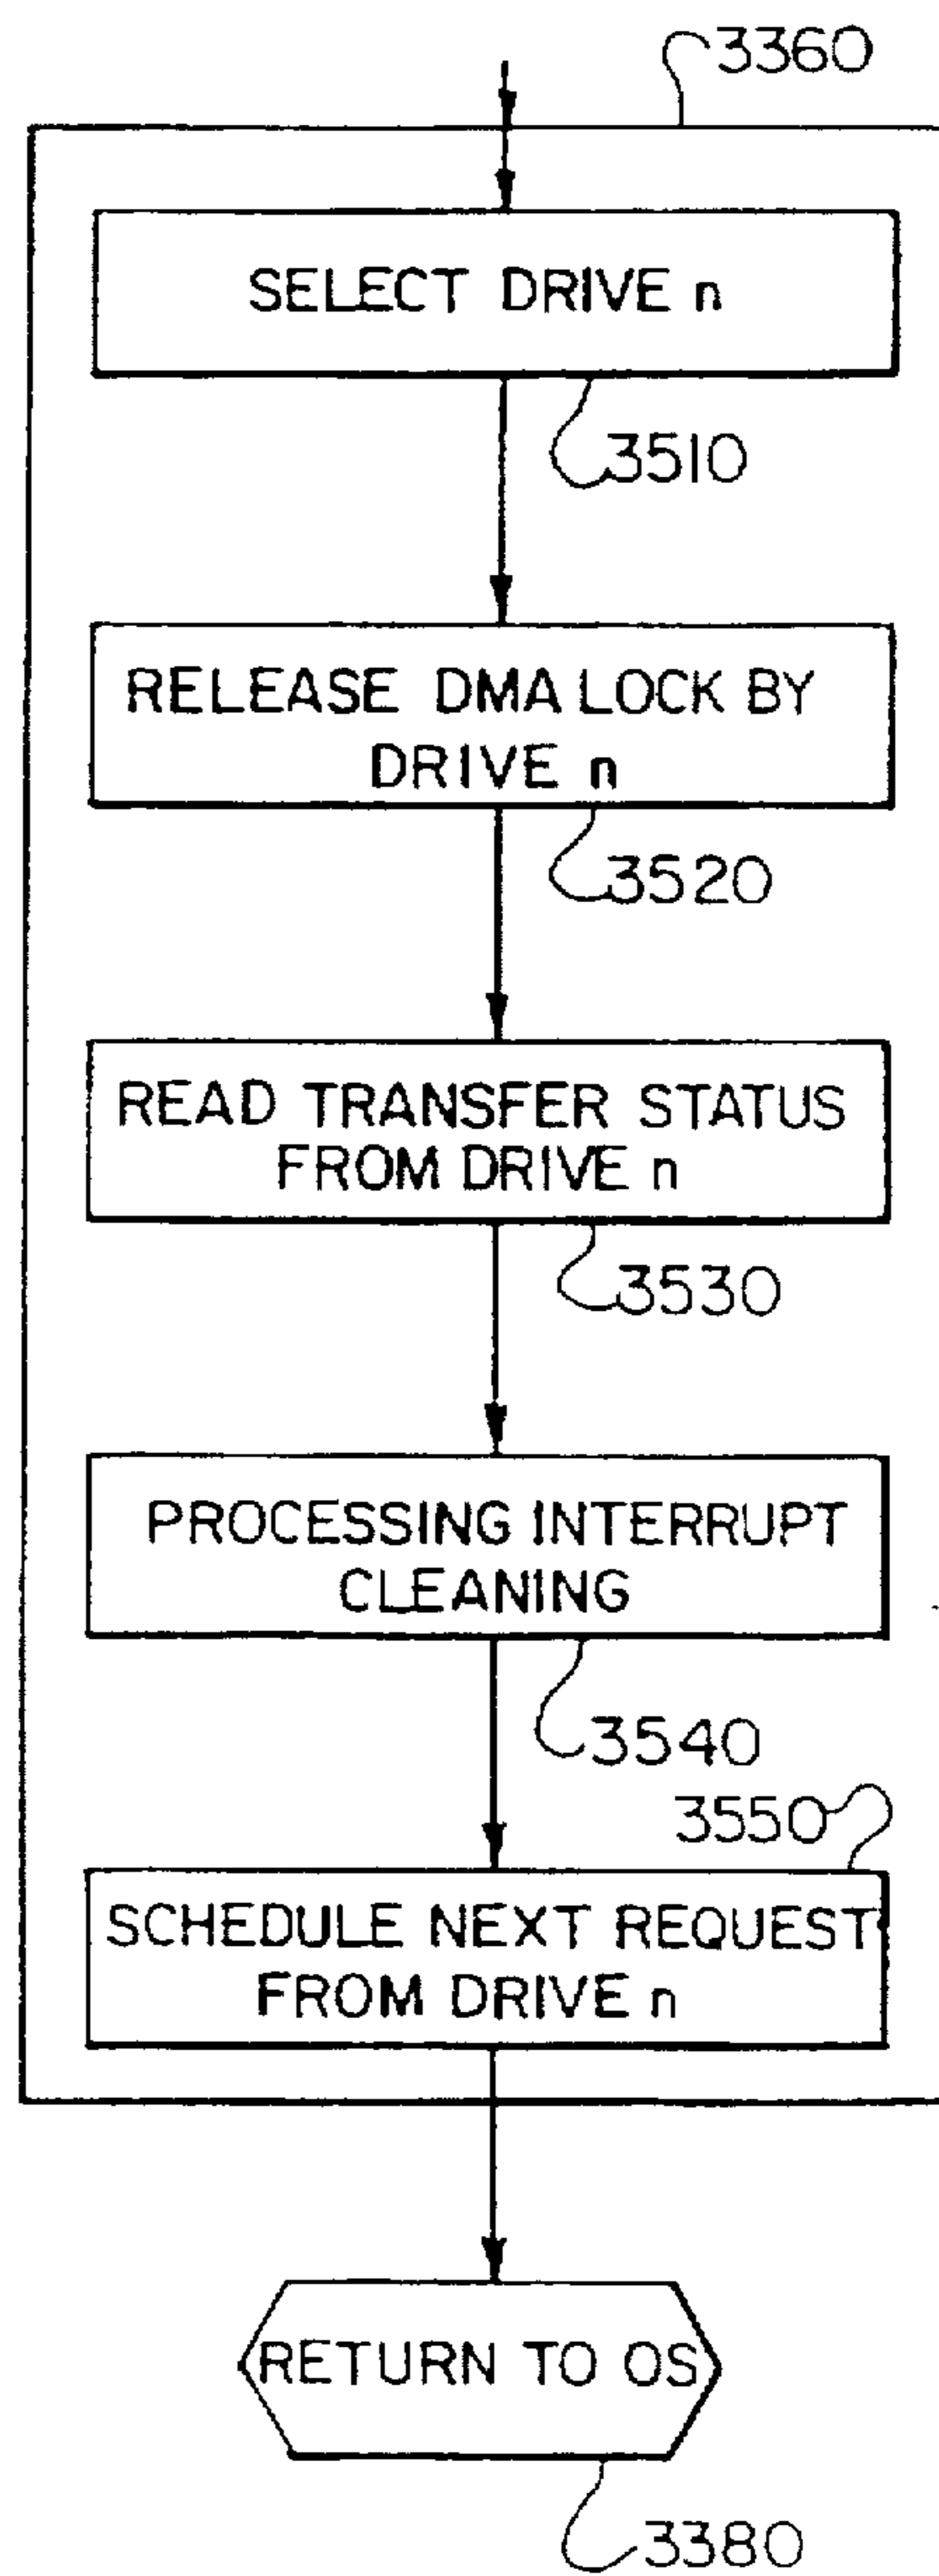 3360
SELECT DRIVE n
3510
RELEASE DMA LOCK BY
DRIVE n
3520
READ TRANSFER STATUS
FROM DRIVE n
3530
PROCESSING INTERRUPT
CLEANING
3540
3550
SCHEDULE NEXT REQUEST
FROM DRIVE n
RETURN TO OS
3380